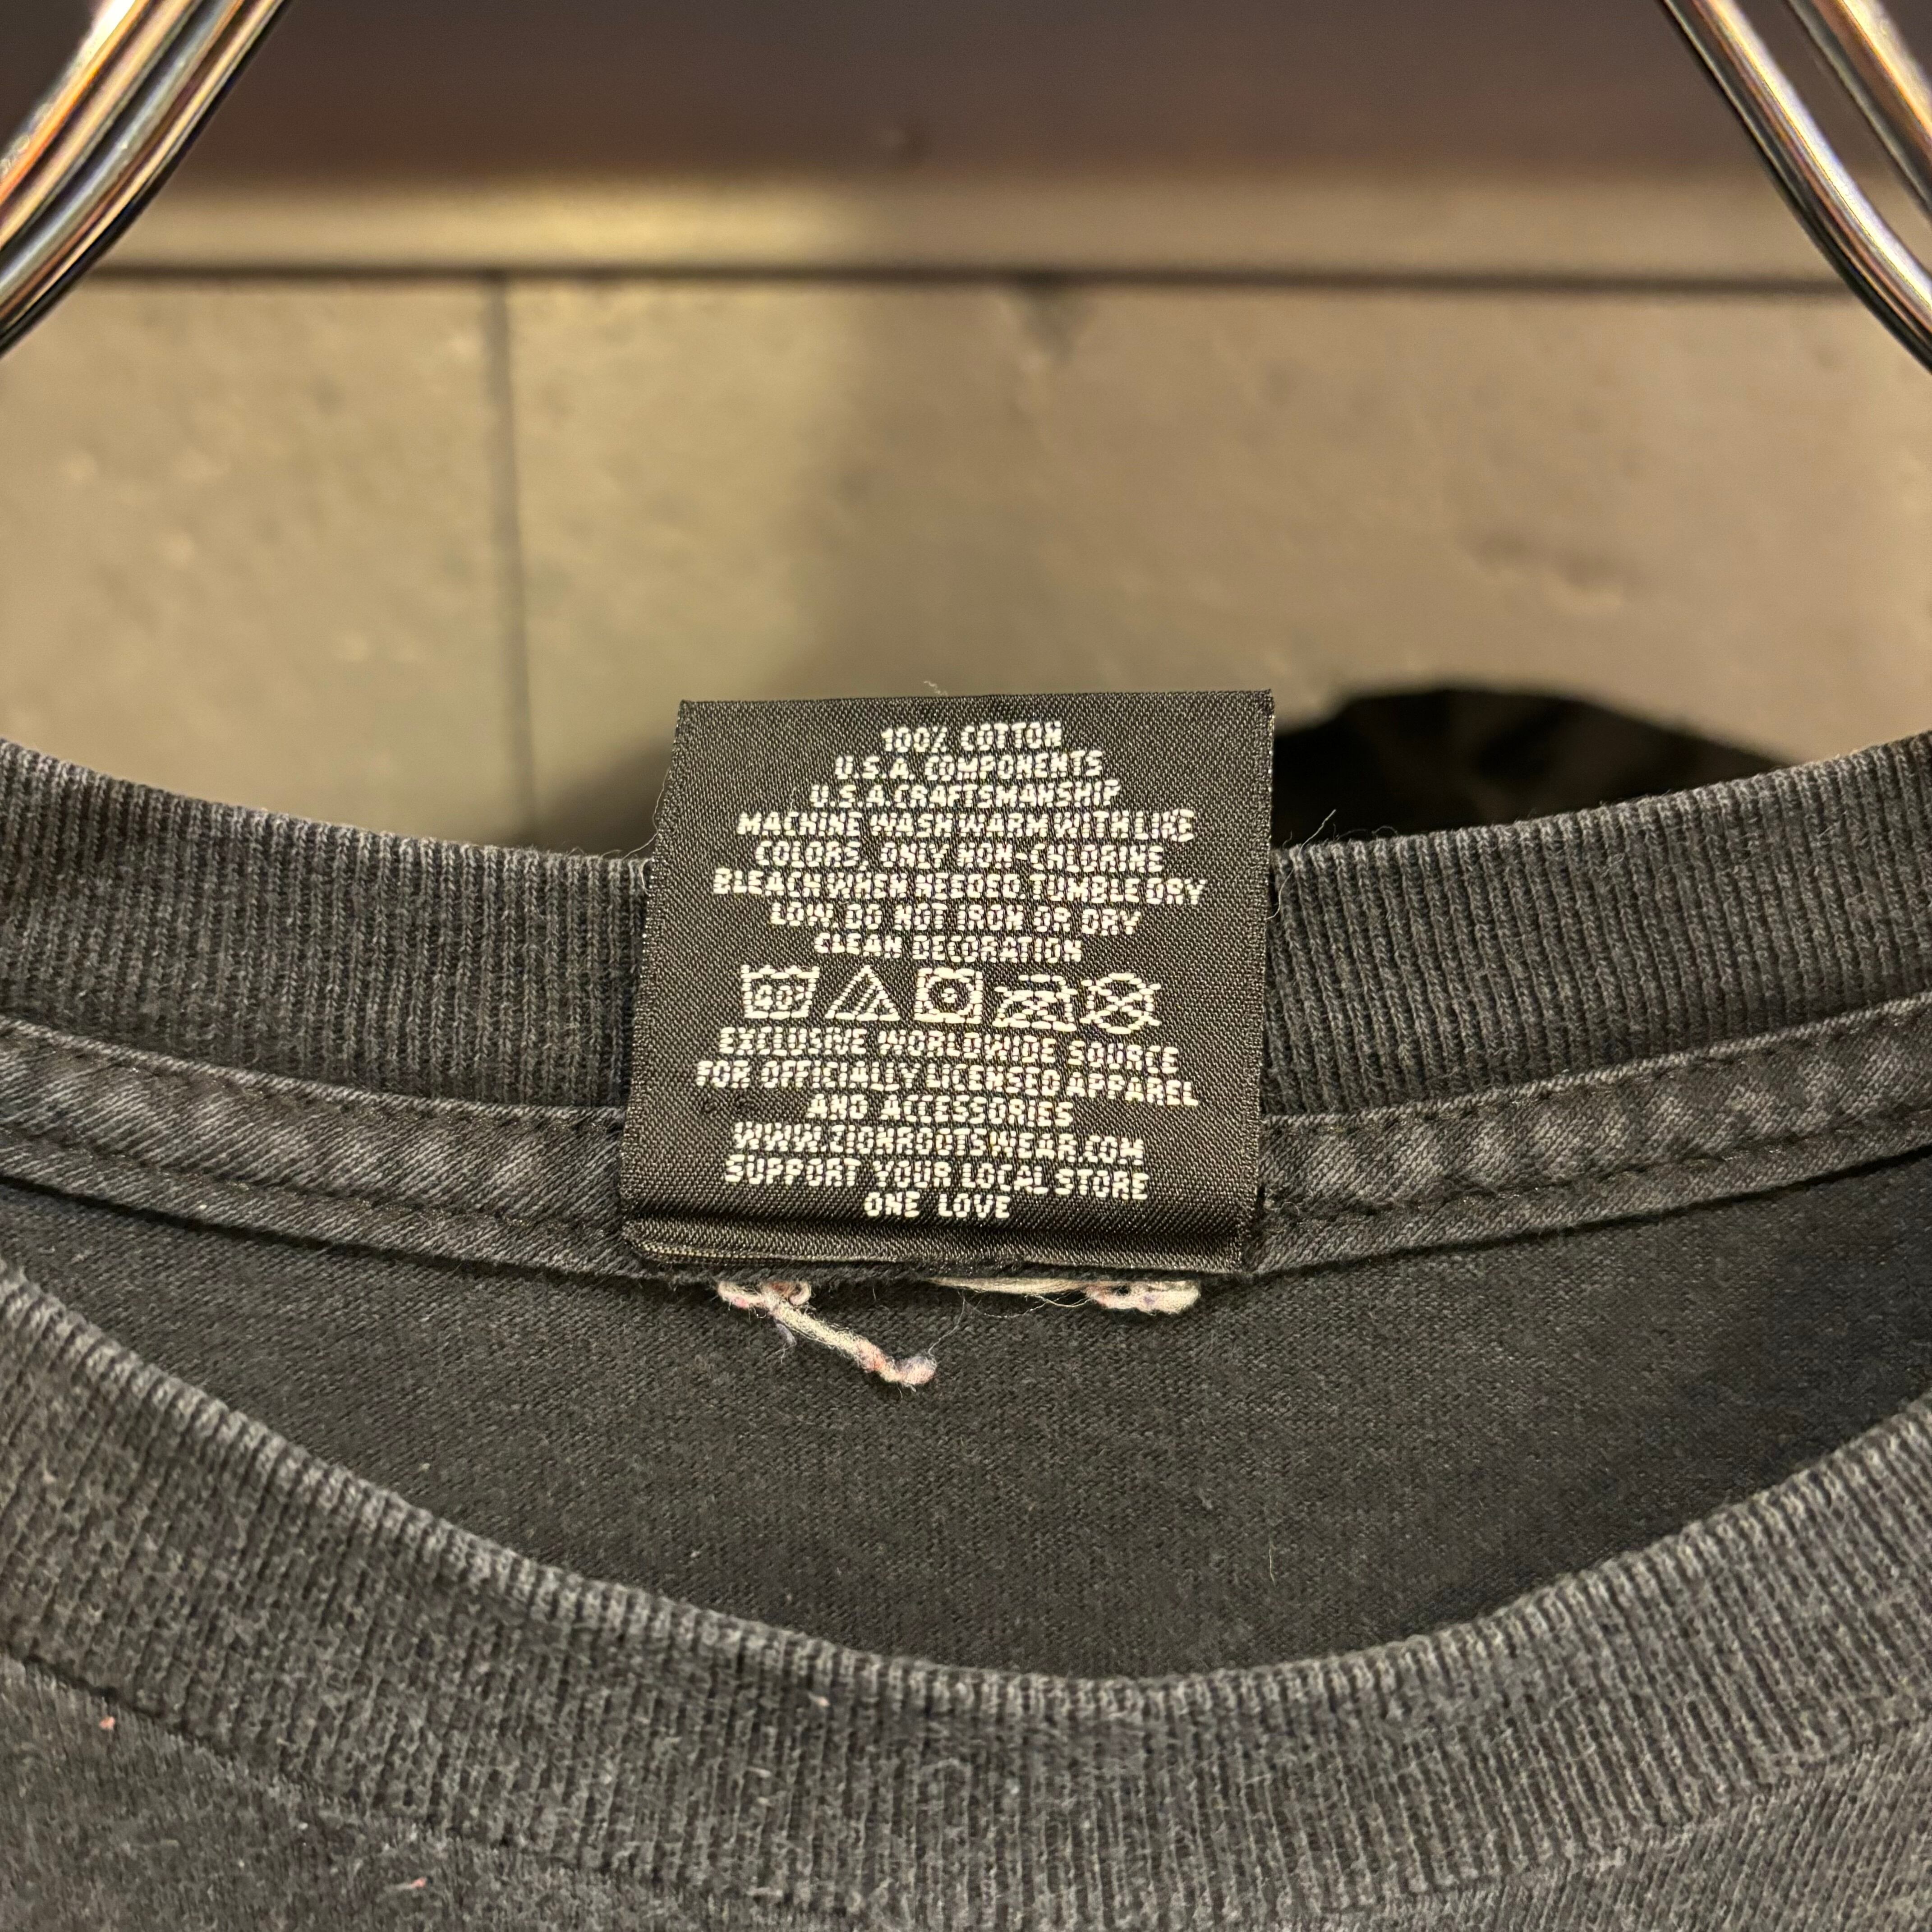 100% COTTON
U.S.A. COMPONENTS
U.S.A CRAFTSMANSHIP
MACHINE WASH WARM WITH LIKE
COLORS, ONLY NON-CHLORINE
BLEACH WHEN NEEDED, TUMBLE DRY
LOW, DO NOT IRON OR DRY
CLEAN DECORATION
40°
EXCLUSIVE WORLDWIDE SOURCE
FOR OFFICIALLY LICENSED APPAREL
AND ACCESSORIES
WWW.ZIONROOTSWEAR.COM
SUPPORT YOUR LOCAL STORE
ONE LOVE